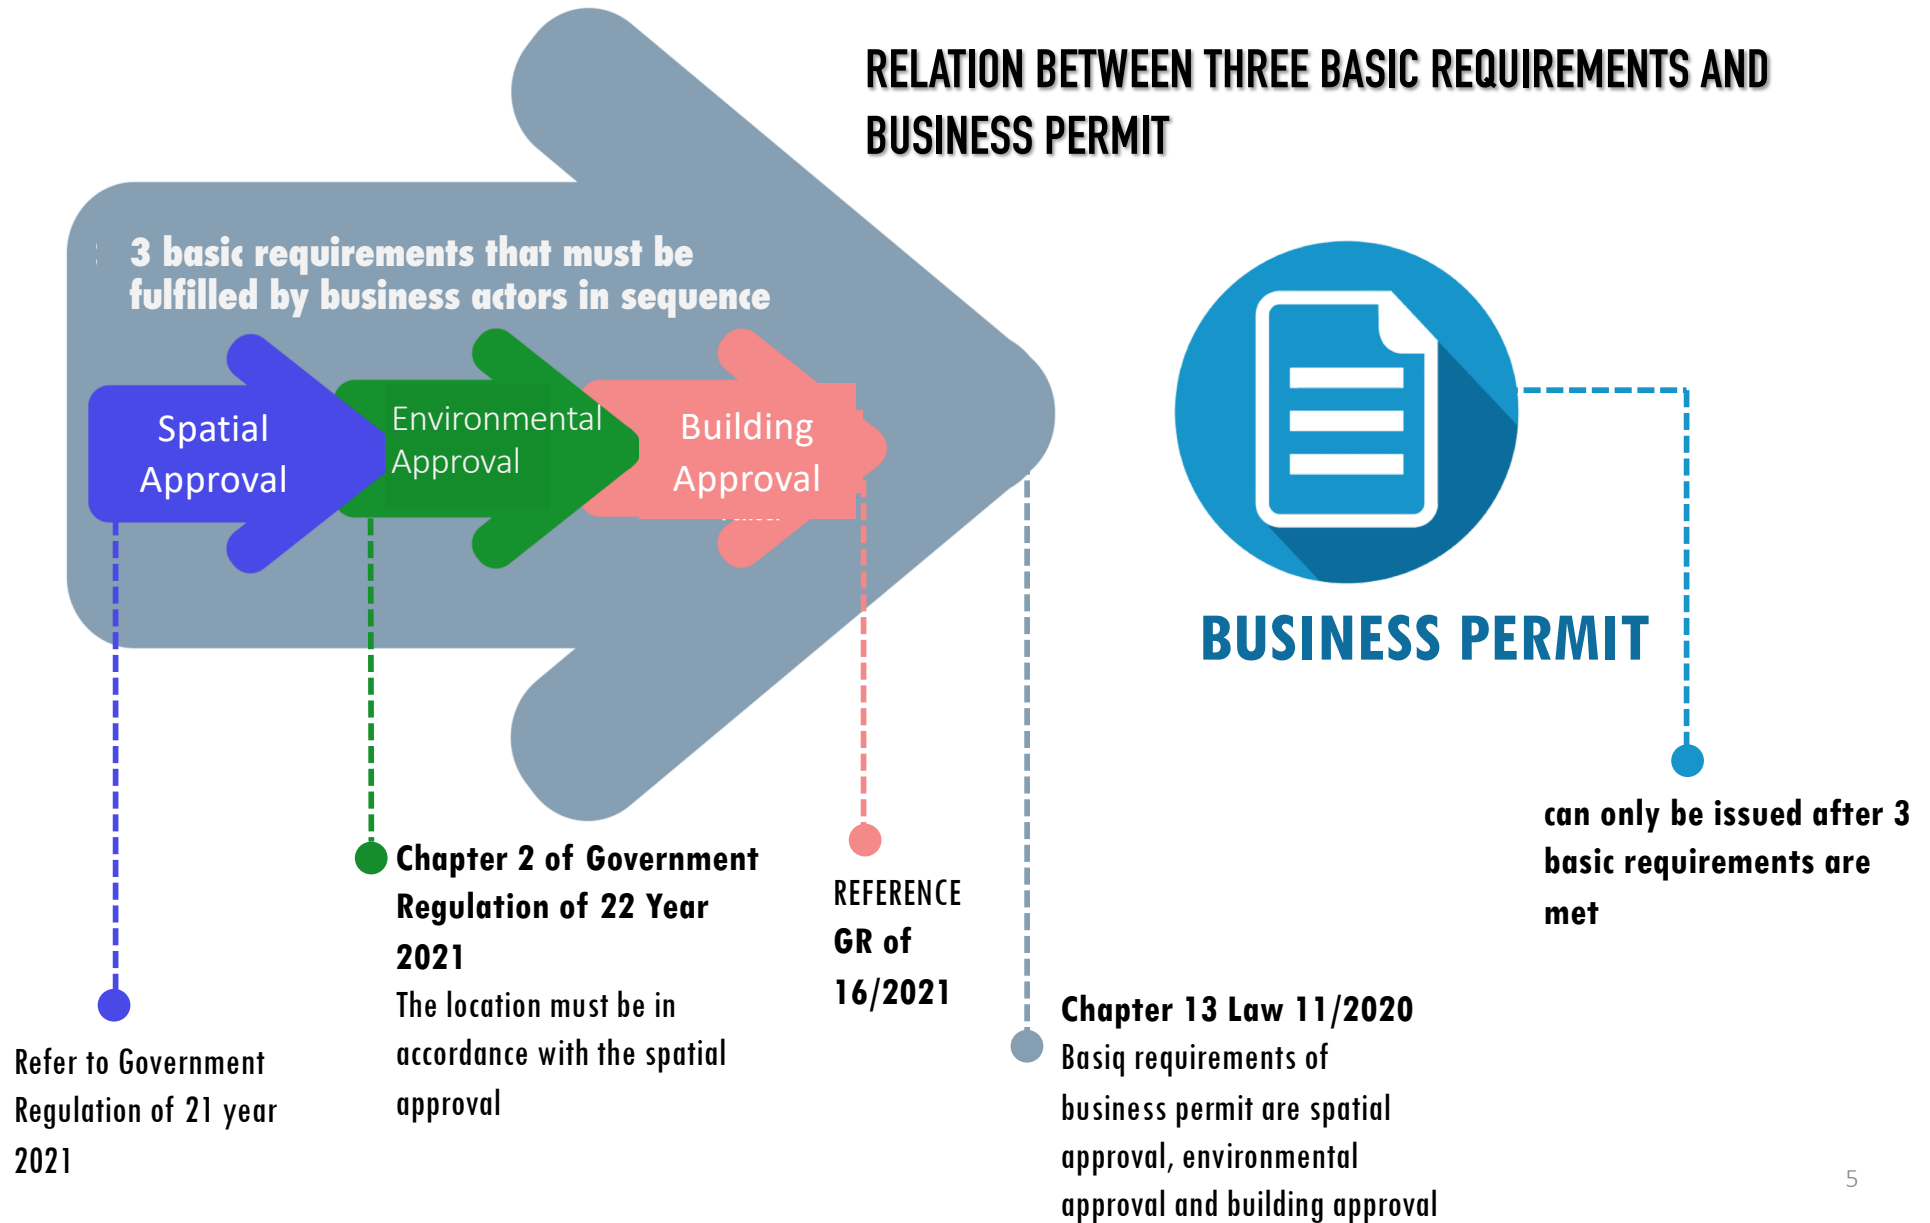 RELATION BETWEEN THREE BASIC REQUIREMENTS AND
BUSINESS PERMIT
3 basic requirements that must be
fulfilled by business actors in sequence
Spatial
Approval
Environmental
Approval
Building
Approval
BUSINESS PERMIT
can only be issued after 3
basic requirements are
met
Chapter 2 of Government
Regulation of 22 Year
2021
The location must be in
accordance with the spatial
approval
REFERENCE
GR of
16/2021
Chapter 13 Law 11/2020
Basiq requirements of
business permit are spatial
approval, environmental
approval and building approval
Refer to Government
Regulation of 21 year
2021
5